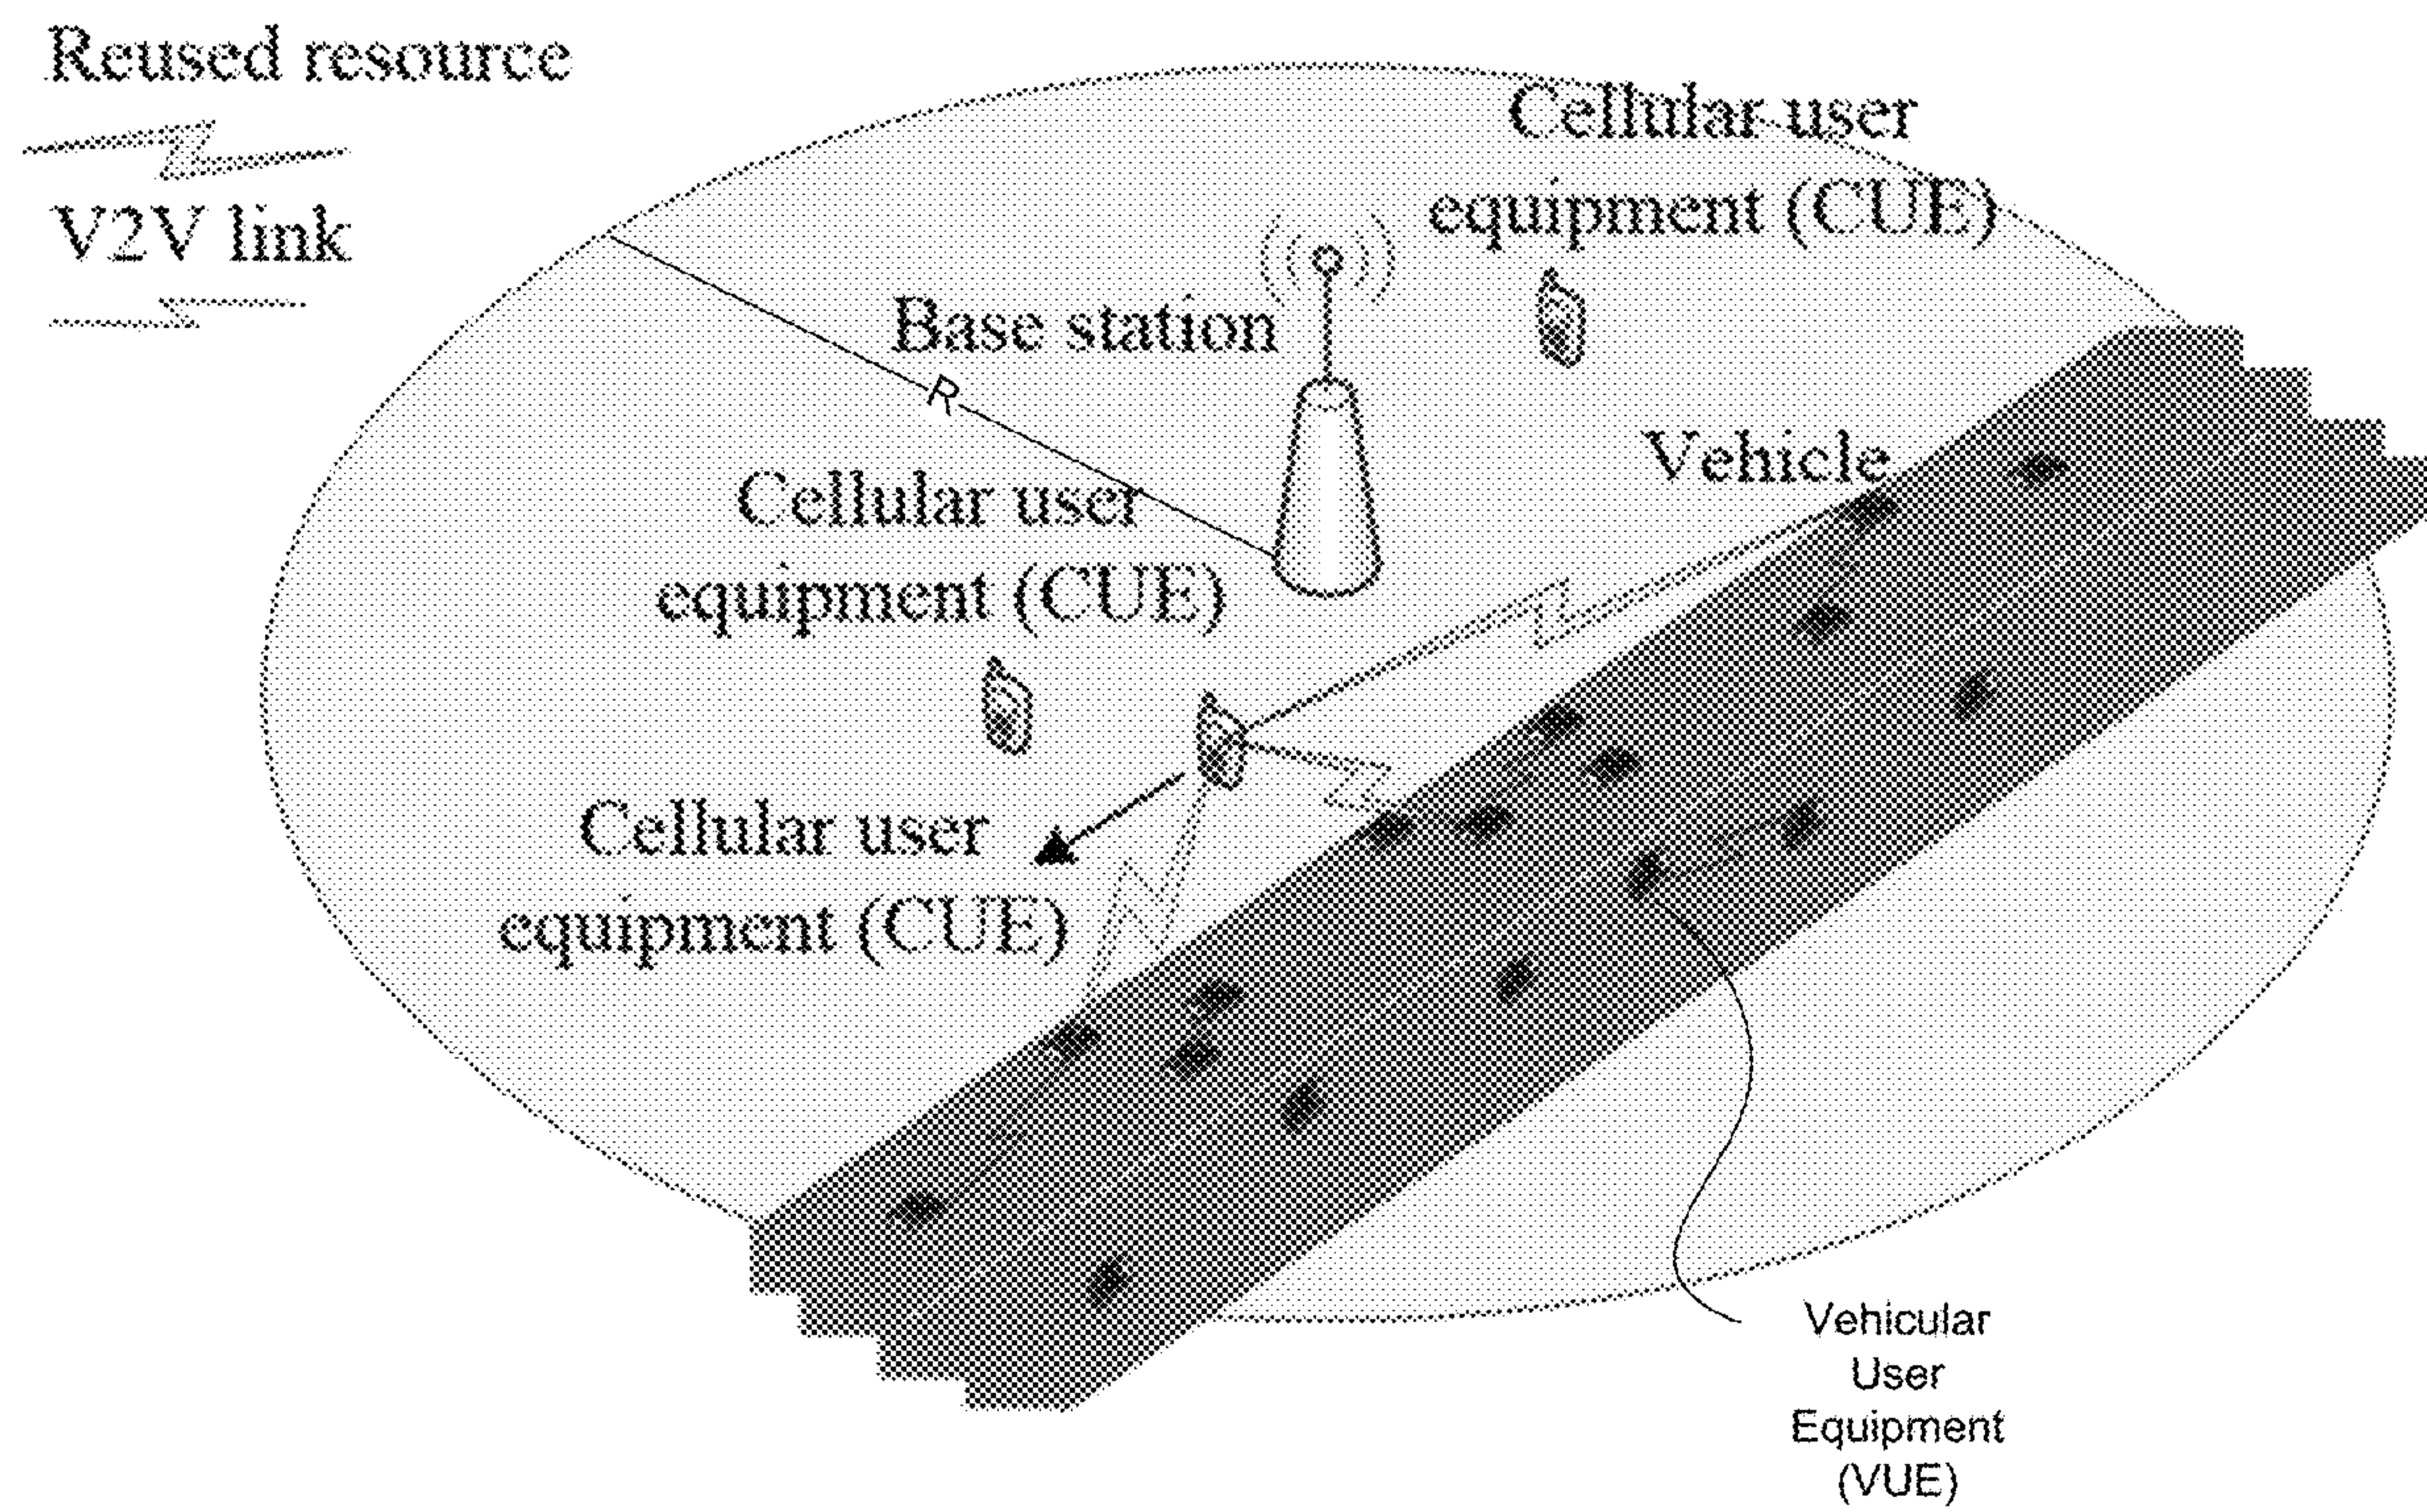 Reused resource
V2V link
Cellular user
equipment (CUE)
Base station
R
Vehicle
Cellular user
equipment (CUE)
Cellular user
equipment (CUE)
Vehicular
User
Equipment
(VUE)